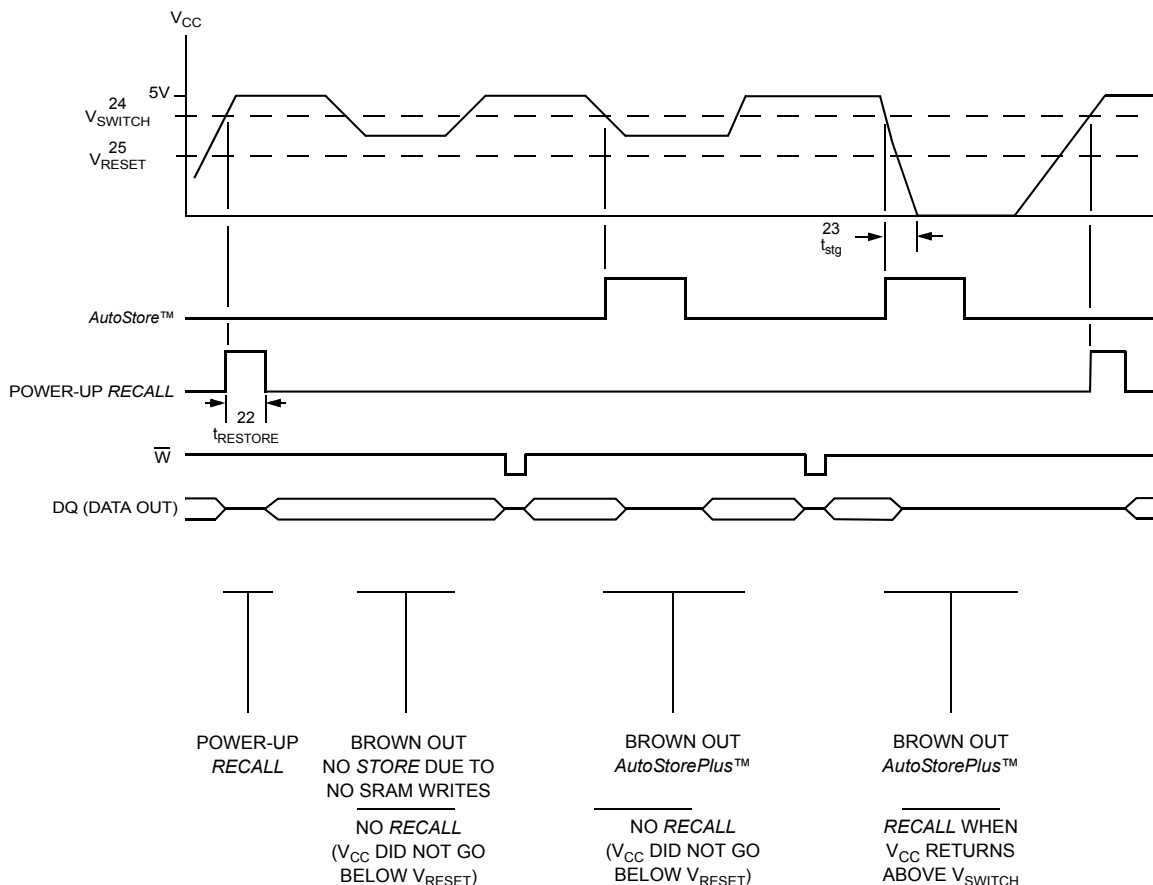 VCC
5V
24
VSWITCH
25
VRESET
23
tstg
AutoStore™
POWER-UP RECALL
22
tRESTORE
W
DQ (DATA OUT)
POWER-UP
RECALL
BROWN OUT
NO STORE DUE TO
NO SRAM WRITES
NO RECALL
(VCC DID NOT GO
BELOW VRESET)
BROWN OUT
AutoStorePlus™
NO RECALL
(VCC DID NOT GO
BELOW VRESET)
BROWN OUT
AutoStorePlus™
RECALL WHEN
VCC RETURNS
ABOVE VSWITCH